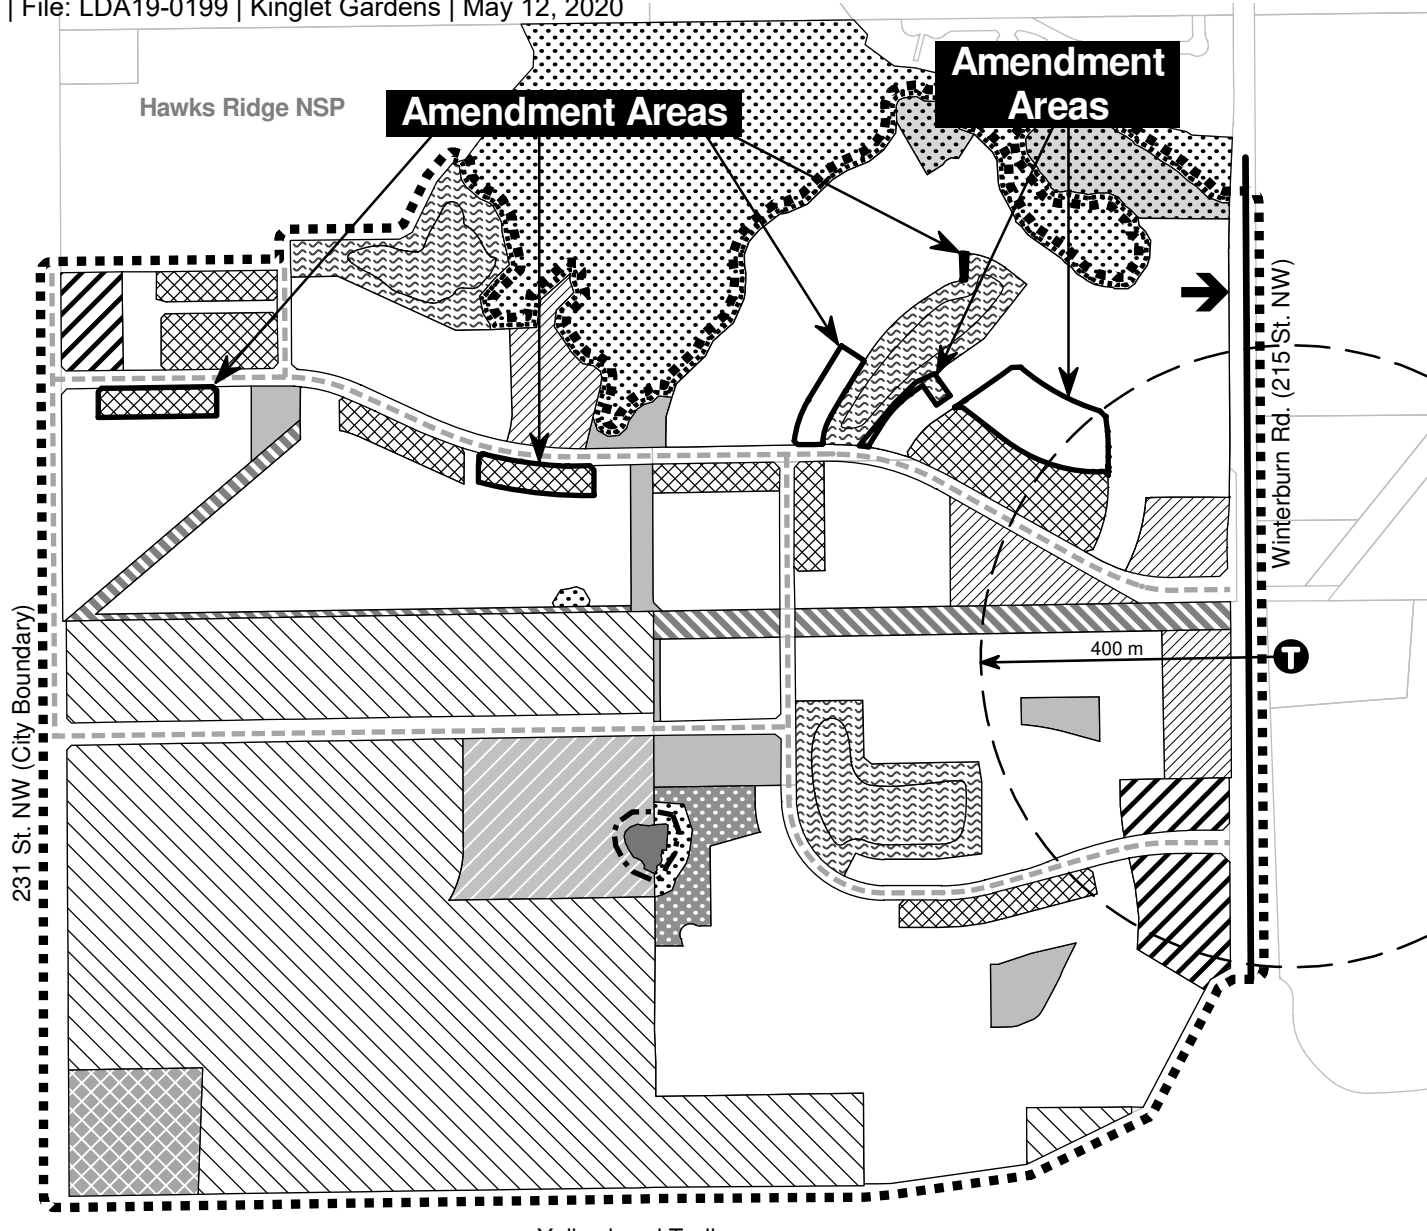 | File: LDA19-0199 | Kinglet Gardens | May 12, 2020
Amendment
Areas
Hawks Ridge NSP
Amendment Areas
Winterburn Rd. (215 St. NW)
231 St. NW (City Boundary)
400 m
T